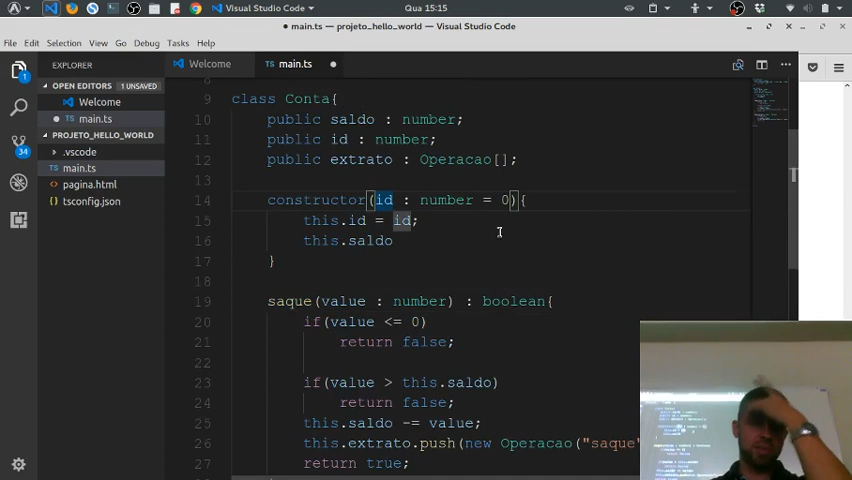 Visual Studio Code
Qua 15:15
main.ts • projeto_hello_world - Visual Studio Code
File Edit Selection View Go Debug Tasks Help
OPEN EDITORS 1 UNSAVED
Welcome
main.ts
PROJETO_HELLO_WORLD
.vscode
main.ts
pagina.html
tsconfig.json
1
34
Welcome main.ts
8
9 class Conta{
10 public saldo : number;
11 public id : number;
12 public extrato : Operacao[];
13
14 constructor(id : number = 0){
15 this.id = id;
16 this.saldo
17 }
18
19 saque(value : number) : boolean{
20 if(value <= 0)
21 return false;
22
23 if(value > this.saldo)
24 return false;
25 this.saldo -= value;
26 this.extrato.push(new Operacao("saque"
27 return true;